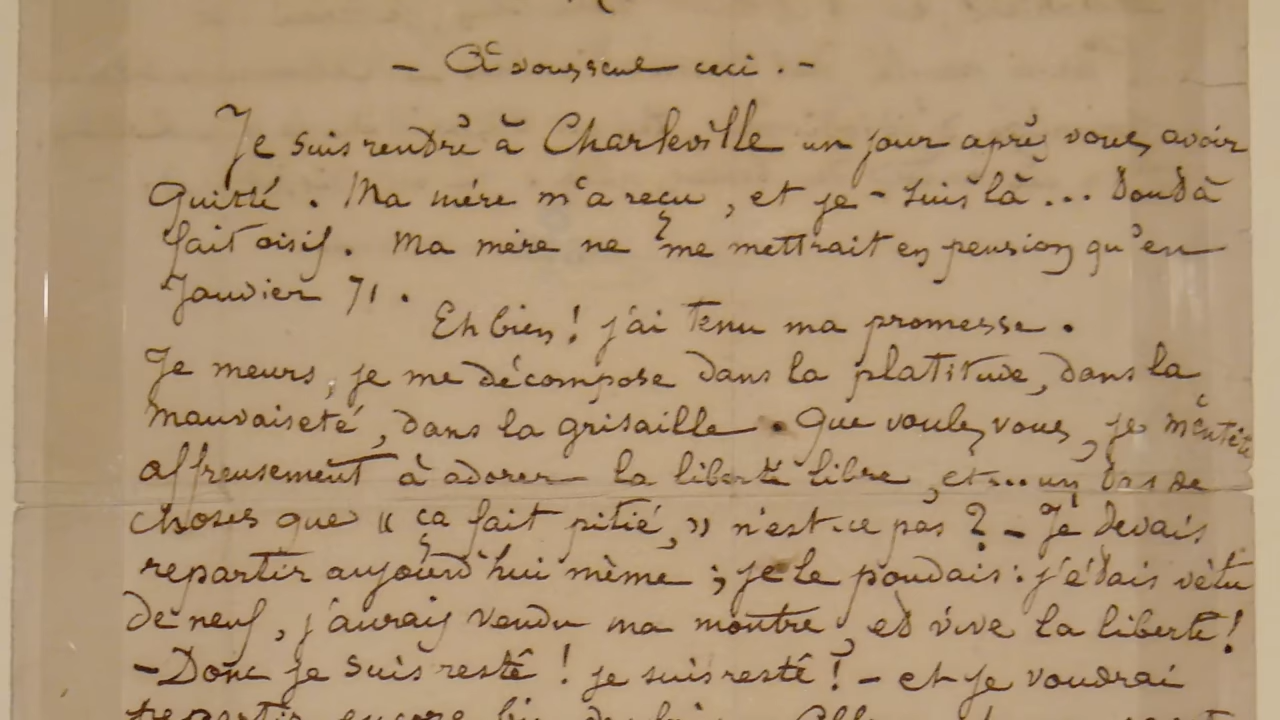 — À vous seul ceci. —
Je suis rentré à Charleville un jour après vous avoir
quitté. Ma mère m'a reçu, et je - suis là... tout à
fait oisif. Ma mère ne me mettrait en pension qu'en
Janvier 71.
Eh bien ! j'ai tenu ma promesse.
Je meurs, je me décompose dans la platitude, dans la
mauvaiseté, dans la grisaille. Que voulez vous, je m'entête
affreusement à adorer la liberté libre, et... un tas de
choses que « ça fait pitié, » n'est-ce pas ? — Je devais
repartir aujourd'hui même ; je le pouvais : j'étais vêtu
de neuf, j'aurais vendu ma montre, et vive la liberté !
— Donc je suis resté ! je suis resté ! — et je voudrai
repartir encore bien des fois.